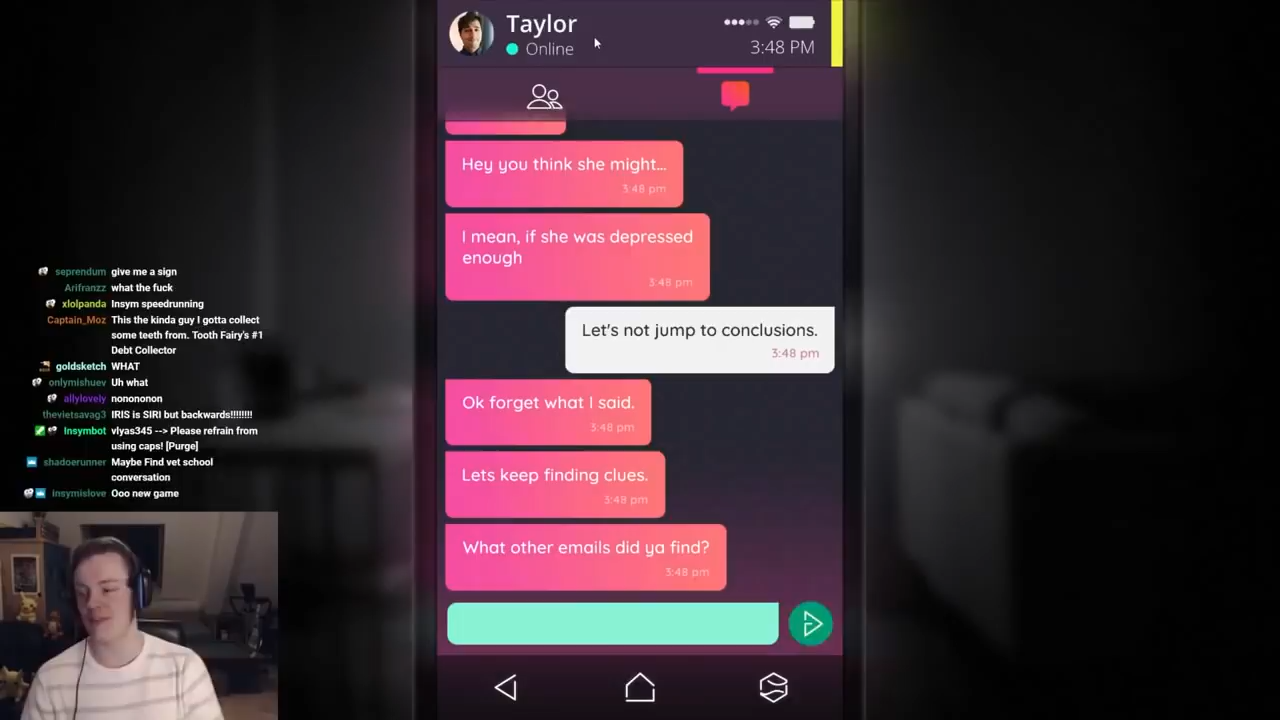 Taylor
Online
3:48 PM
Hey you think she might...
3:48 pm
I mean, if she was depressed
enough
3:48 pm
Let's not jump to conclusions.
3:48 pm
Ok forget what I said.
3:48 pm
Lets keep finding clues.
3:48 pm
What other emails did ya find?
3:48 pm
seprendum give me a sign
Arifranzz what the fuck
xlolpanda Insym speedrunning
Captain_Moz This the kinda guy I gotta collect
some teeth from. Tooth Fairy's #1
Debt Collector
goldsketch WHAT
onlymishuev Uh what
allylovely nonononon
thevietsavag3 IRIS is SIRI but backwards!!!!!!!!
Insymbot vlyas345 --> Please refrain from
using caps! [Purge]
shadoerunner Maybe Find vet school
conversation
insymislove Ooo new game